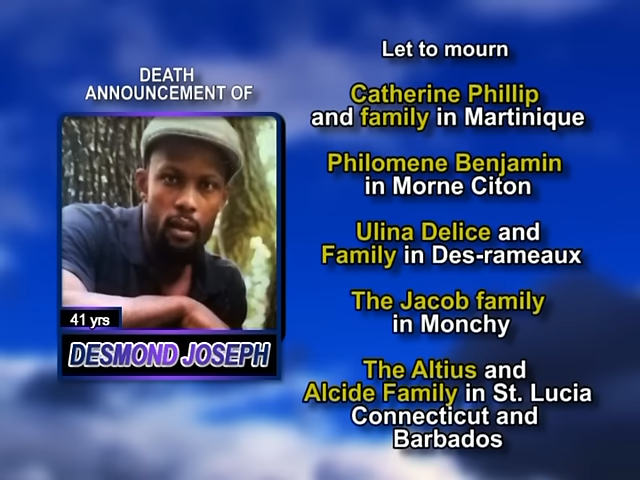 DEATH
ANNOUNCEMENT OF
41 yrs
DESMOND JOSEPH
Let to mourn
Catherine Phillip
and family in Martinique
Philomene Benjamin
in Morne Citon
Ulina Delice and
Family in Des-rameaux
The Jacob family
in Monchy
The Altius and
Alcide Family in St. Lucia
Connecticut and
Barbados